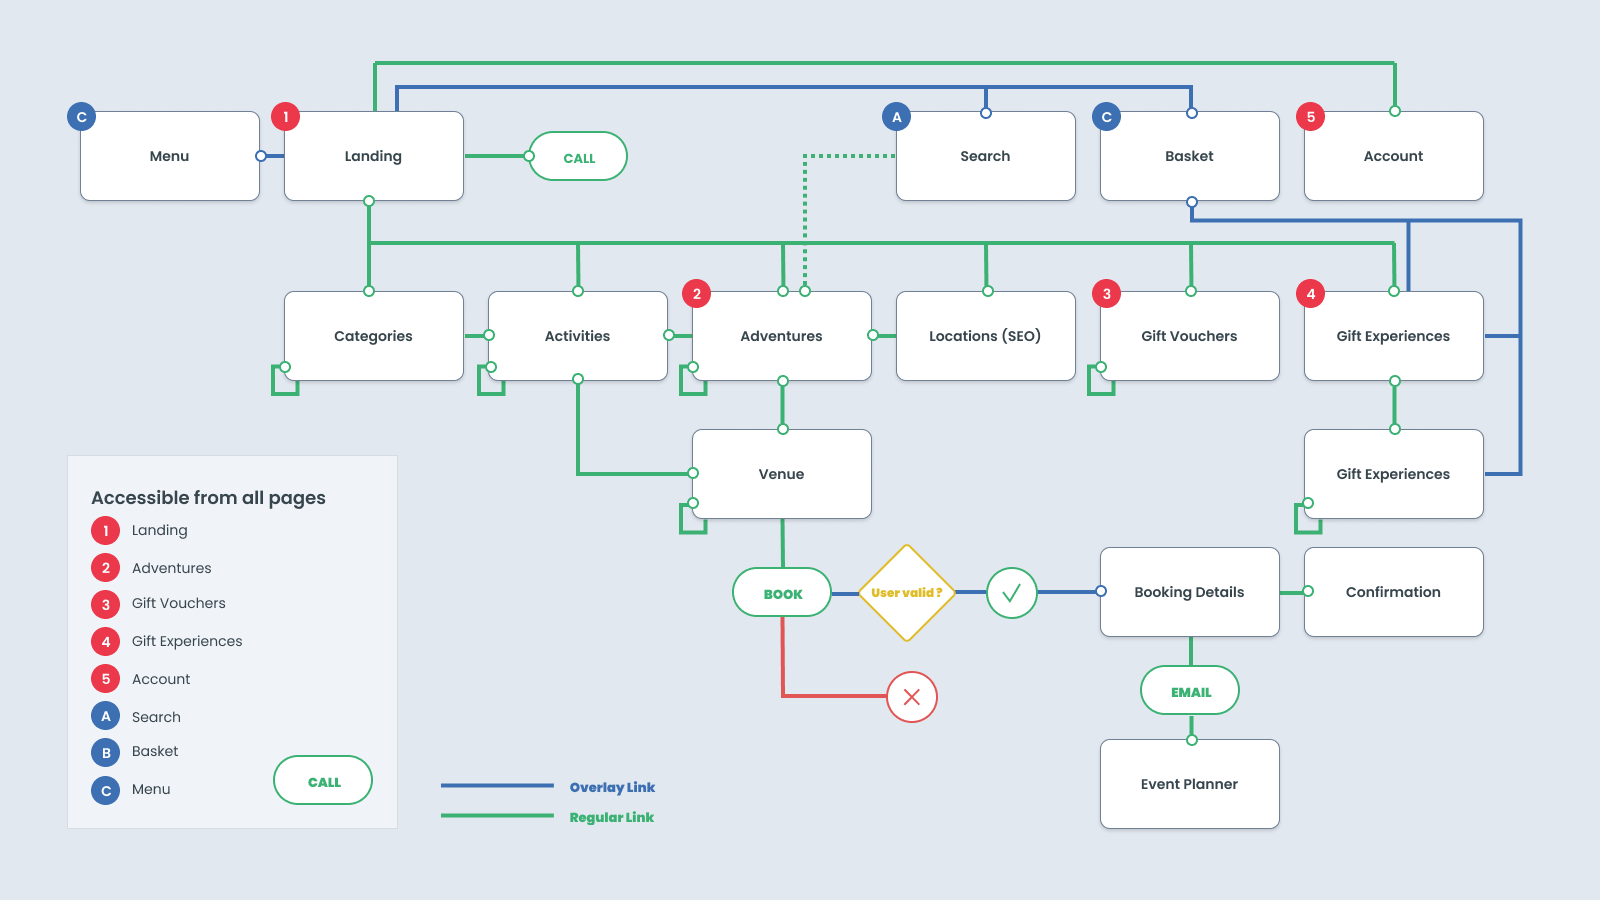 C
Menu
1
Landing
CALL
A
Search
C
Basket
5
Account
Categories
Activities
2
Adventures
Locations (SEO)
3
Gift Vouchers
4
Gift Experiences
Venue
Gift Experiences
BOOK
User valid ?
Booking Details
Confirmation
EMAIL
Event Planner
Accessible from all pages
1 Landing
2 Adventures
3 Gift Vouchers
4 Gift Experiences
5 Account
A Search
B Basket
C Menu
CALL
Overlay Link
Regular Link